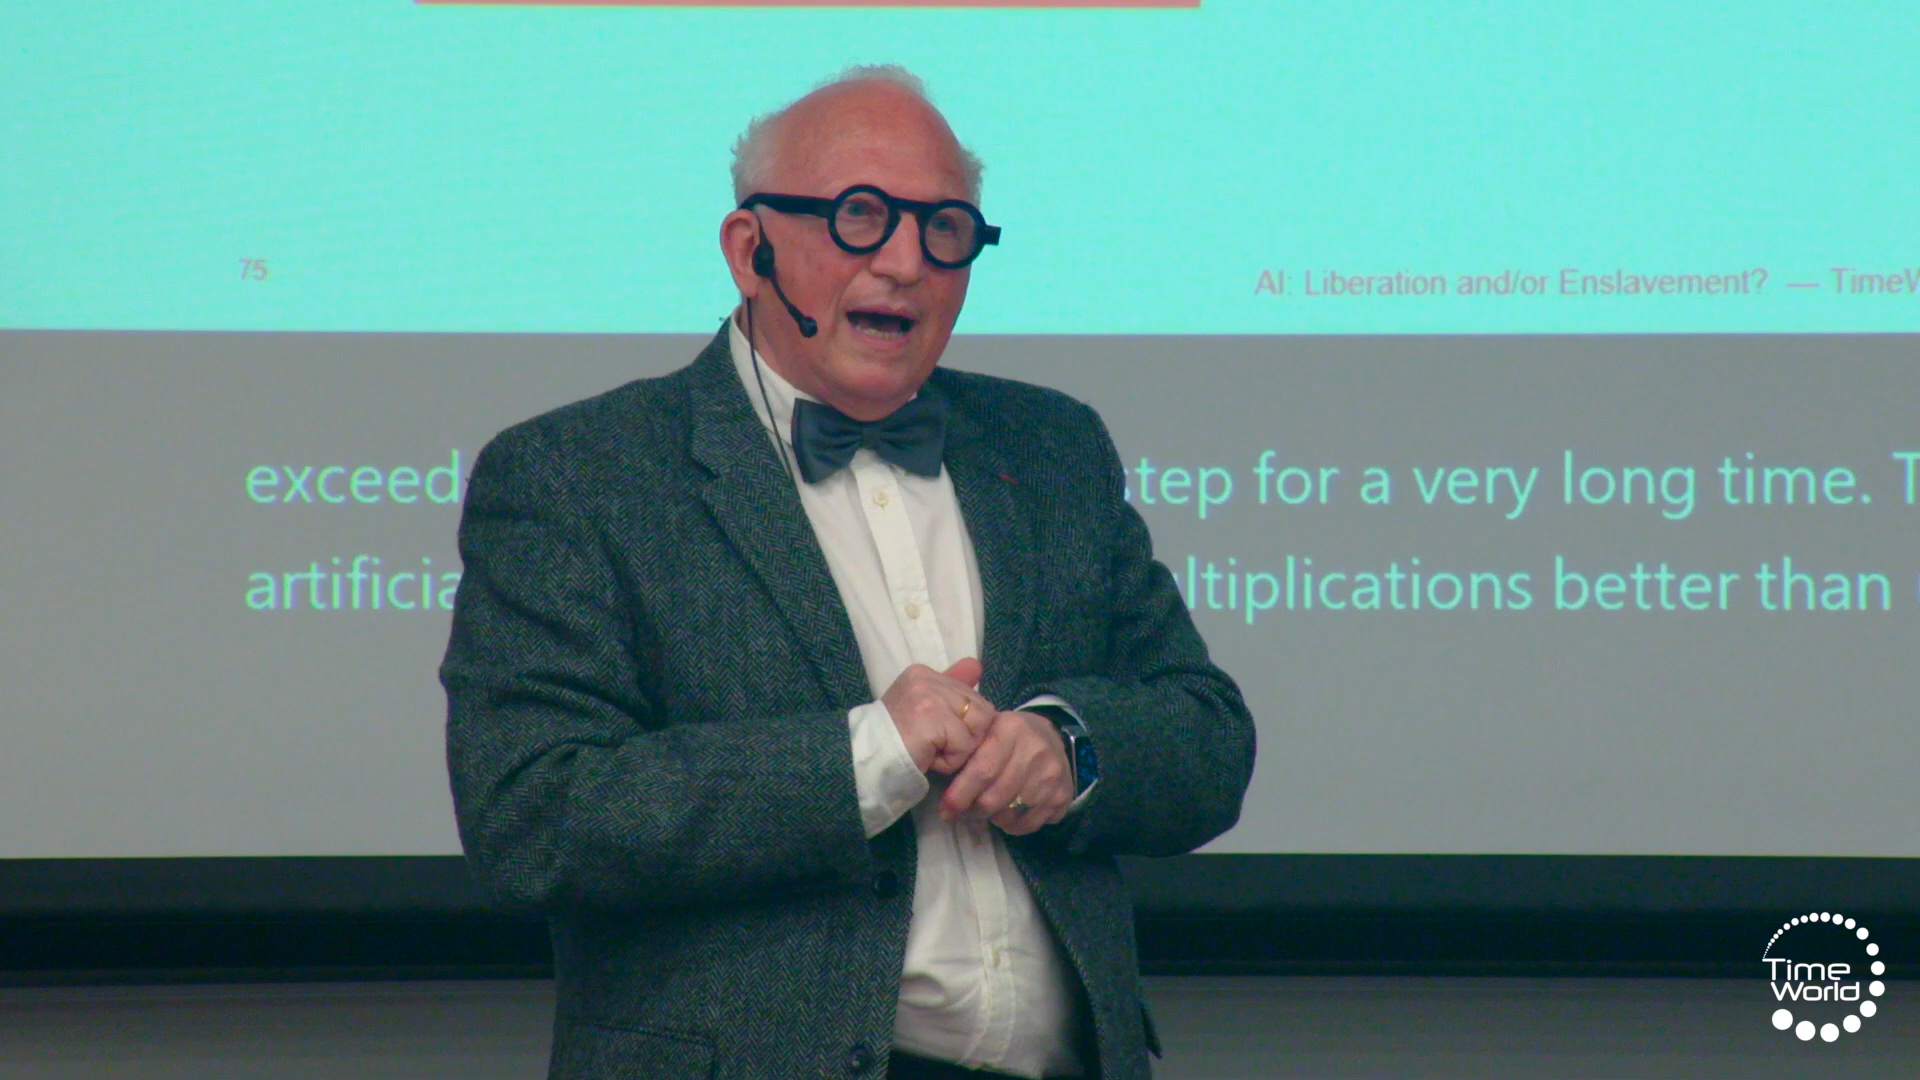 75
AI: Liberation and/or Enslavement? — TimeW
exceed step for a very long time. T
artificia ltiplications better than
Time
World